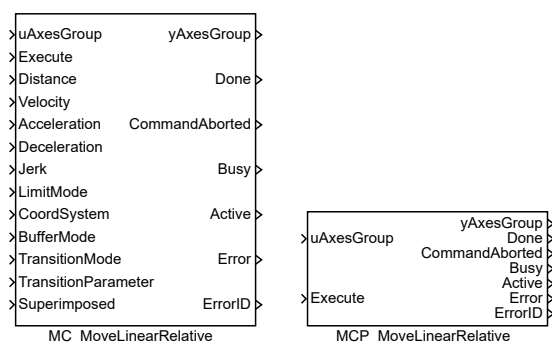 uAxesGroup yAxesGroup
Execute
Distance Done
Velocity
Acceleration CommandAborted
Deceleration
Jerk Busy
LimitMode
CoordSystem Active
BufferMode
TransitionMode Error
TransitionParameter
Superimposed ErrorID
MC_MoveLinearRelative
yAxesGroup
uAxesGroup Done
CommandAborted
Busy
Active
Execute Error
ErrorID
MCP_MoveLinearRelative